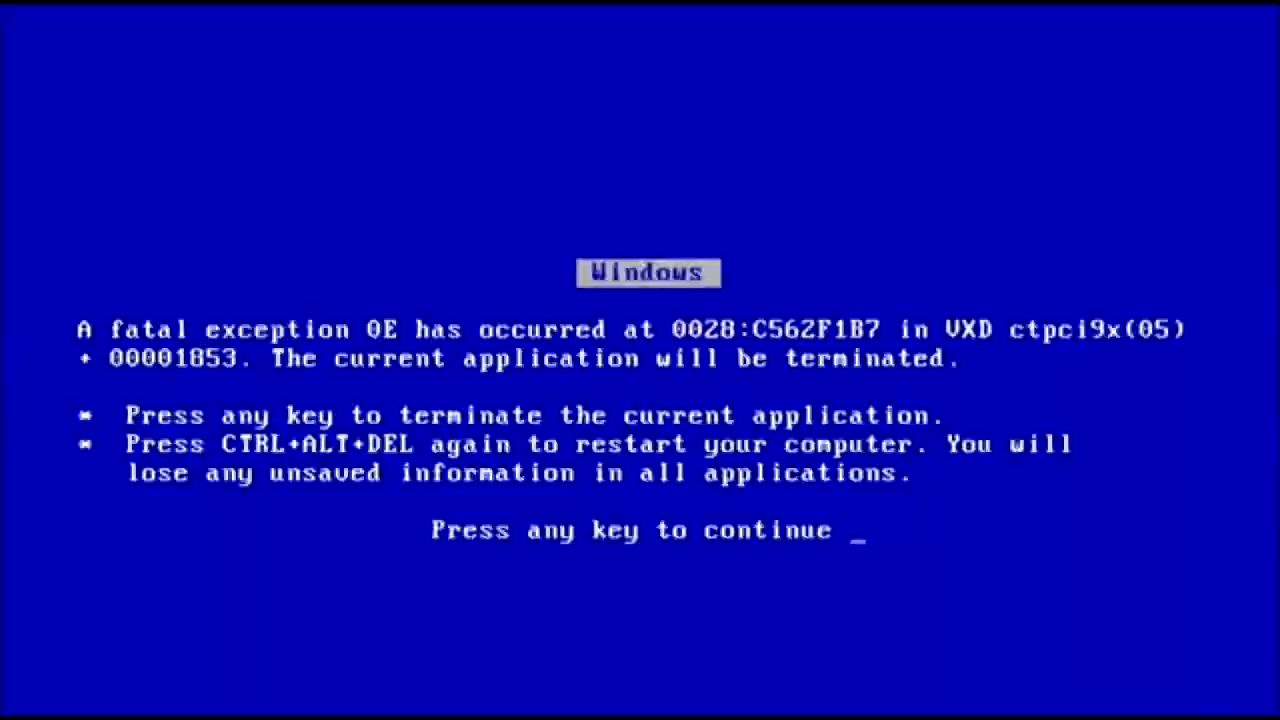 Windows
A fatal exception 0E has occurred at 0028:C562F1B7 in VXD ctpci9x(05)
+ 00001853. The current application will be terminated.
* Press any key to terminate the current application.
* Press CTRL+ALT+DEL again to restart your computer. You will
lose any unsaved information in all applications.
Press any key to continue _